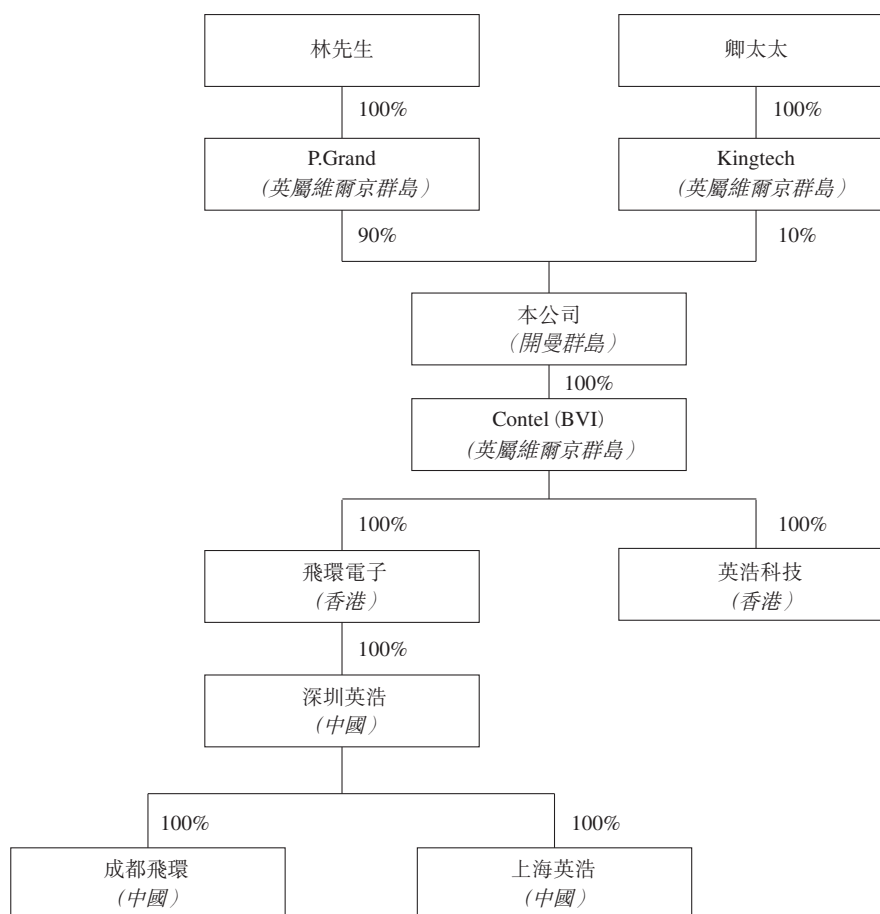 林先生
卿太太
100%
100%
P.Grand
(英屬維爾京群島)
Kingtech
(英屬維爾京群島)
90%
10%
本公司
(開曼群島)
100%
Contel (BVI)
(英屬維爾京群島)
100%
100%
飛環電子
(香港)
英浩科技
(香港)
100%
深圳英浩
(中國)
100%
100%
成都飛環
(中國)
上海英浩
(中國)